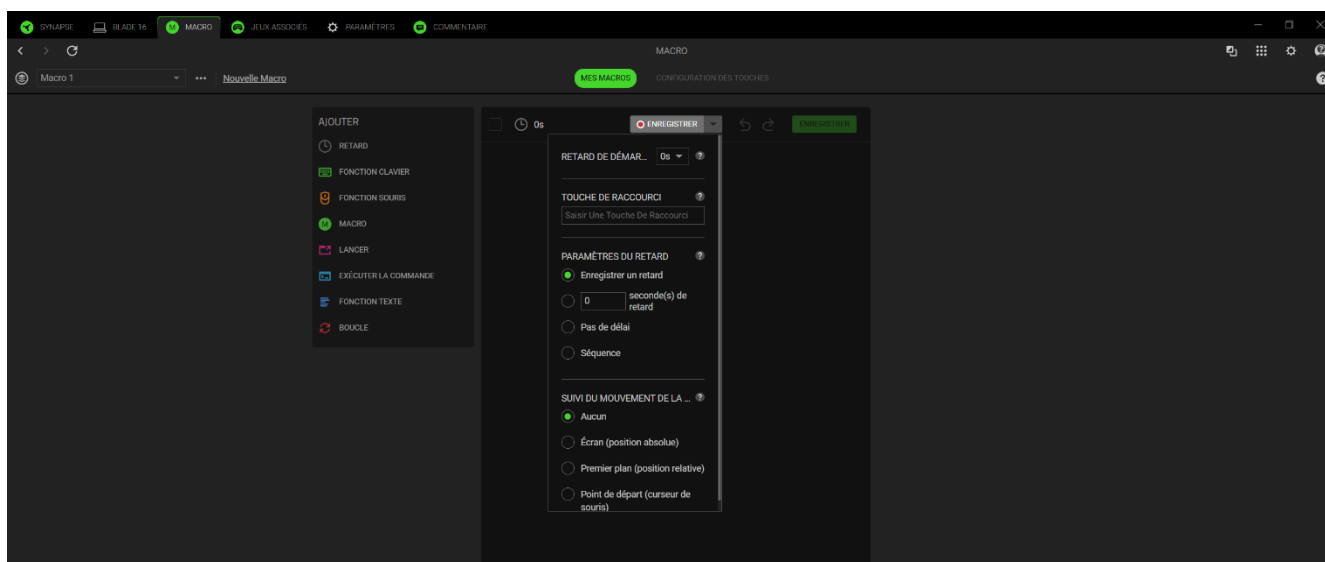 SYNAPSE
BLADE 16
MACRO
JEUX ASSOCIÉS
PARAMÈTRES
COMMENTAIRE
MACRO
Macro 1
Nouvelle Macro
MES MACROS
CONFIGURATION DES TOUCHES
AJOUTER
RETARD
FONCTION CLAVIER
FONCTION SOURIS
MACRO
LANCER
EXÉCUTER LA COMMANDE
FONCTION TEXTE
BOUCLE
0s
ENREGISTRER
ENREGISTRER
RETARD DE DÉMAR...
0s
TOUCHE DE RACCOURCI
Saisir Une Touche De Raccourci
PARAMÈTRES DU RETARD
Enregistrer un retard
0
seconde(s) de
retard
Pas de délai
Séquence
SUIVI DU MOUVEMENT DE LA ...
Aucun
Écran (position absolue)
Premier plan (position relative)
Point de départ (curseur de
souris)